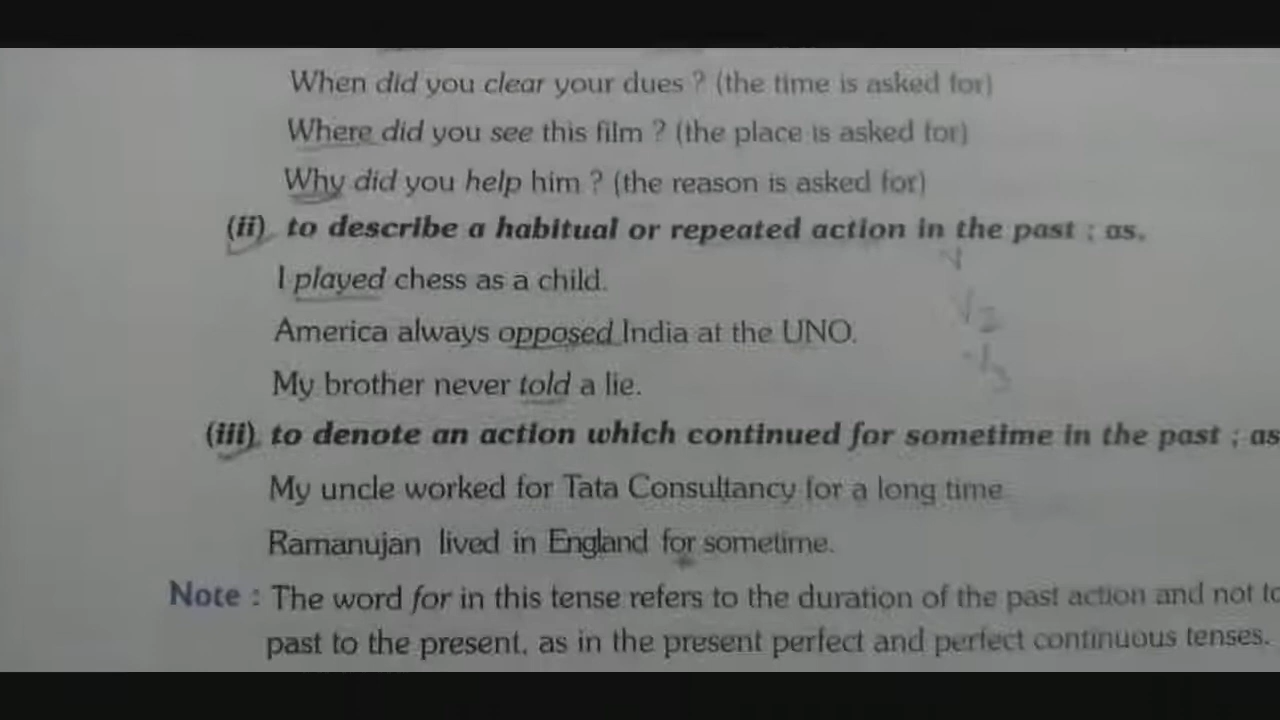 When did you clear your dues ? (the time is asked for)
Where did you see this film ? (the place is asked for)
Why did you help him ? (the reason is asked for)
(ii) to describe a habitual or repeated action in the past ; as,
I played chess as a child.
America always opposed India at the UNO.
My brother never told a lie.
(iii) to denote an action which continued for sometime in the past ; as
My uncle worked for Tata Consultancy for a long time
Ramanujan lived in England for sometime.
Note : The word for in this tense refers to the duration of the past action and not to
past to the present, as in the present perfect and perfect continuous tenses.